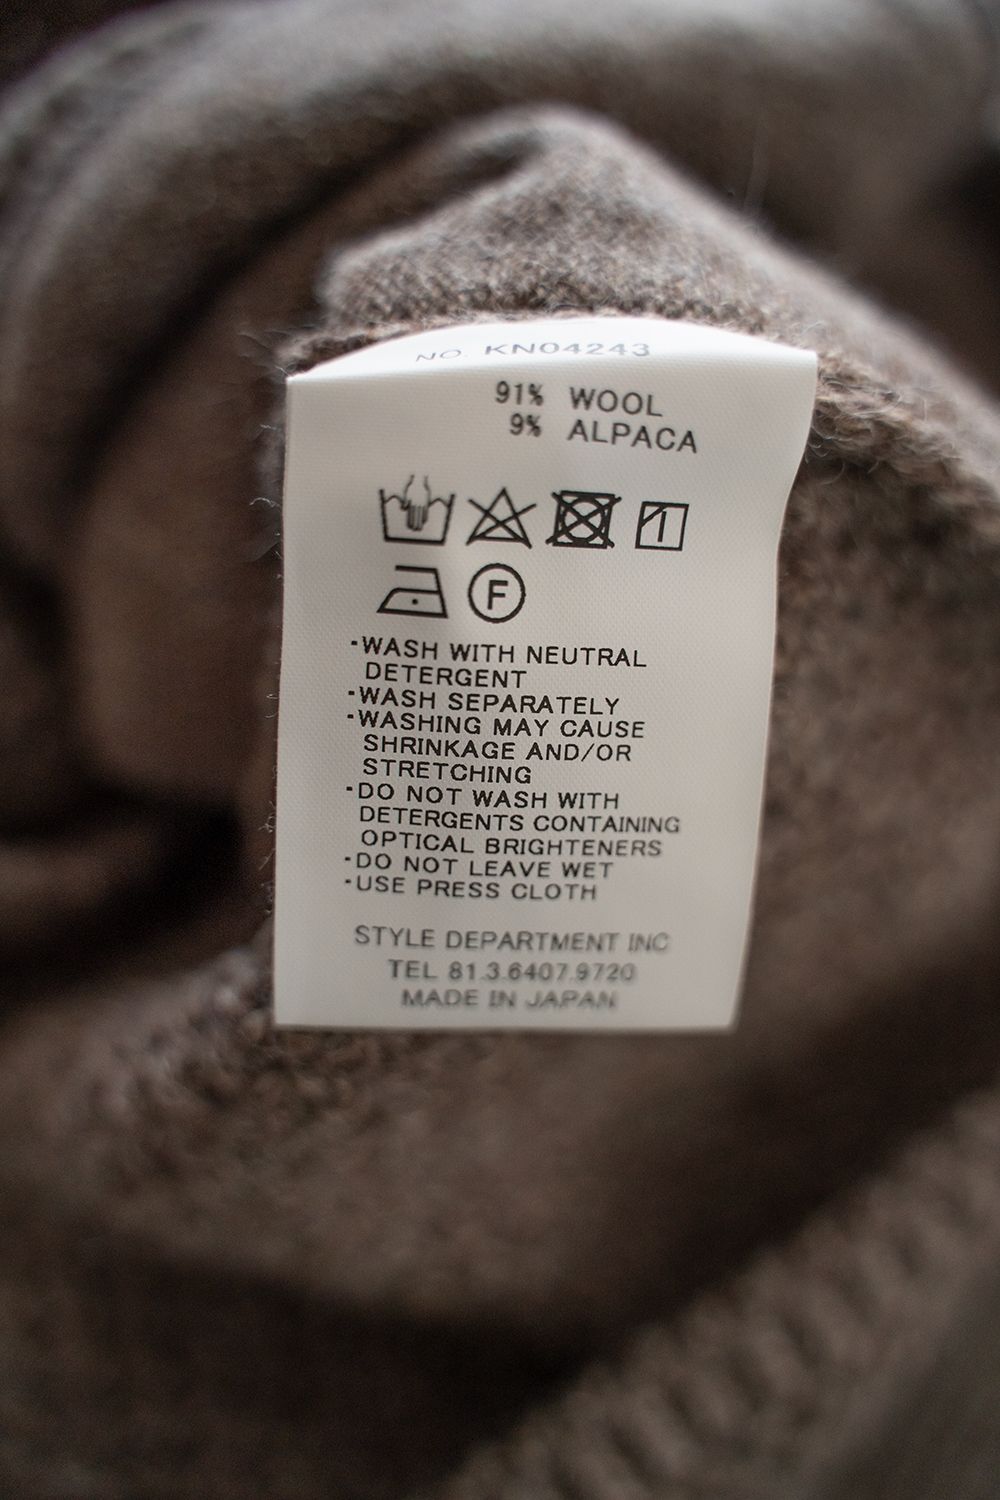 NO. KN04243
91% WOOL
9% ALPACA
F
·WASH WITH NEUTRAL
DETERGENT
·WASH SEPARATELY
·WASHING MAY CAUSE
SHRINKAGE AND/OR
STRETCHING
·DO NOT WASH WITH
DETERGENTS CONTAINING
OPTICAL BRIGHTENERS
·DO NOT LEAVE WET
·USE PRESS CLOTH
STYLE DEPARTMENT INC
TEL 81.3.6407.9720
MADE IN JAPAN